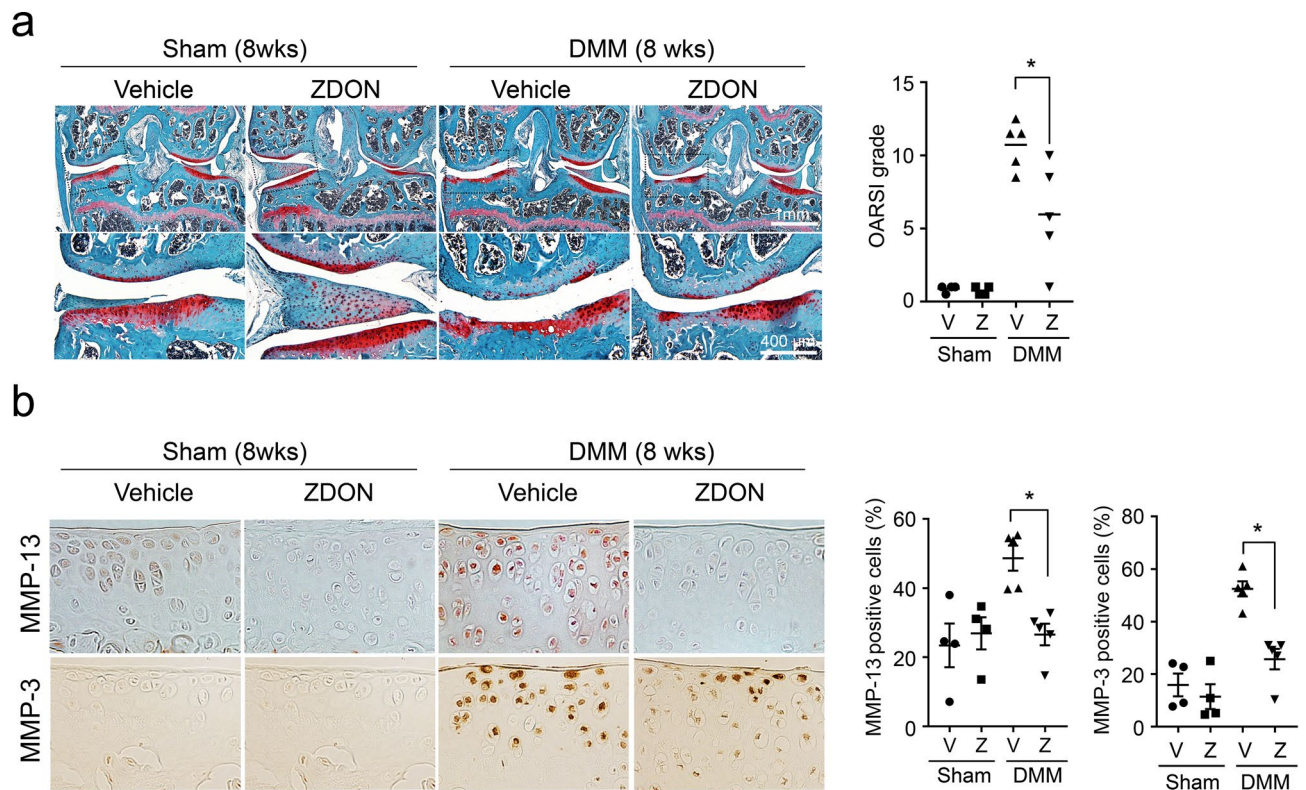 a
Sham (8wks)
DMM (8 wks)
Vehicle
ZDON
Vehicle
ZDON
1mm
400 μm
OARSI grade
15
10
5
0
*
V
Z
V
Z
Sham
DMM
b
Sham (8wks)
DMM (8 wks)
Vehicle
ZDON
Vehicle
ZDON
MMP-13
MMP-3
MMP-13 positive cells (%)
60
40
20
0
*
V
Z
V
Z
Sham
DMM
MMP-3 positive cells (%)
80
60
40
20
0
*
V
Z
V
Z
Sham
DMM